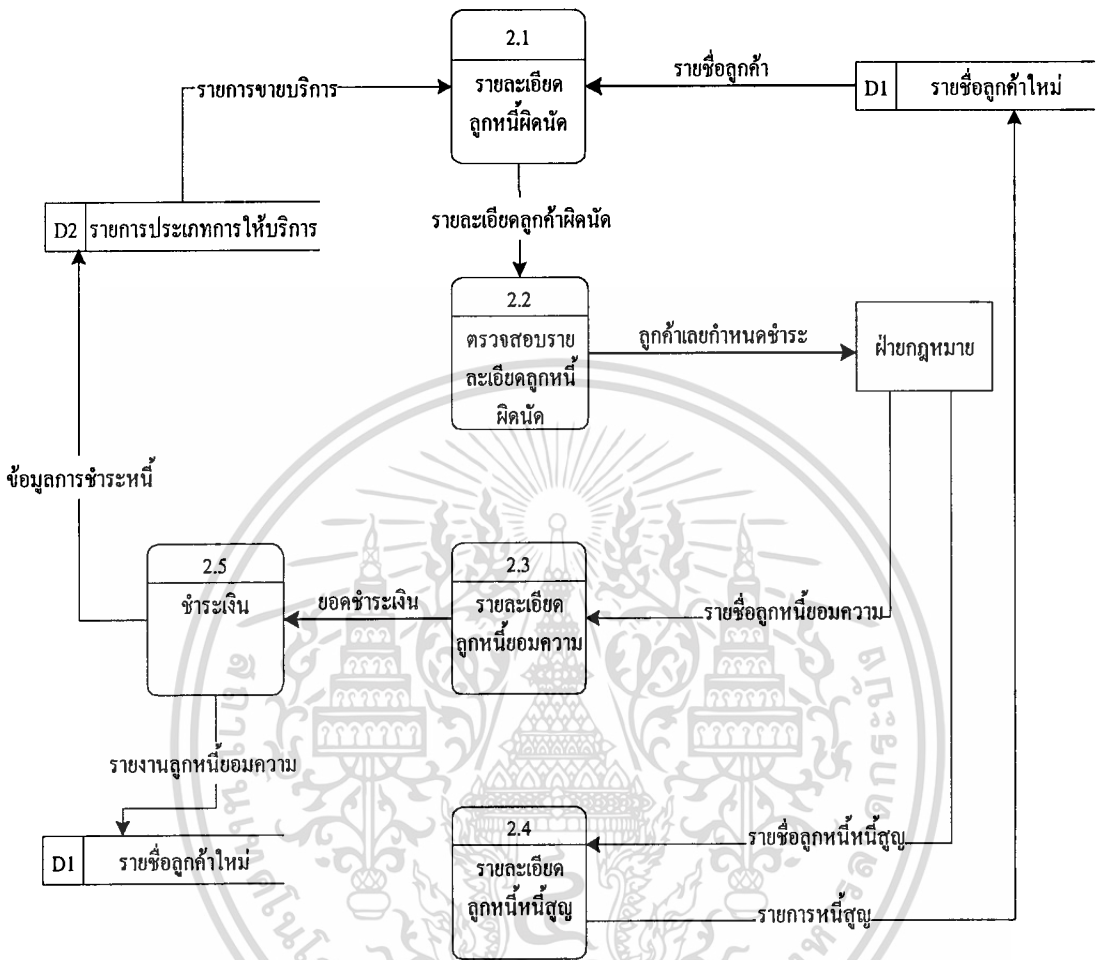 2.1
รายละเอียด
ลูกหนี้ผิดนัด
รายชื่อลูกค้า
D1 รายชื่อลูกค้าใหม่
รายการขายบริการ
D2 รายการประเภทการให้บริการ
รายละเอียดลูกค้าผิดนัด
2.2
ตรวจสอบราย
ละเอียดลูกหนี้
ผิดนัด
ลูกค้าเลยกำหนดชำระ
ฝ่ายกฎหมาย
ข้อมูลการชำระหนี้
2.5
ชำระเงิน
ยอดชำระเงิน
2.3
รายละเอียด
ลูกหนี้ยอมความ
รายชื่อลูกหนี้ยอมความ
รายงานลูกหนี้ยอมความ
D1 รายชื่อลูกค้าใหม่
2.4
รายละเอียด
ลูกหนี้หนี้สูญ
รายชื่อลูกหนี้หนี้สูญ
รายการหนี้สูญ